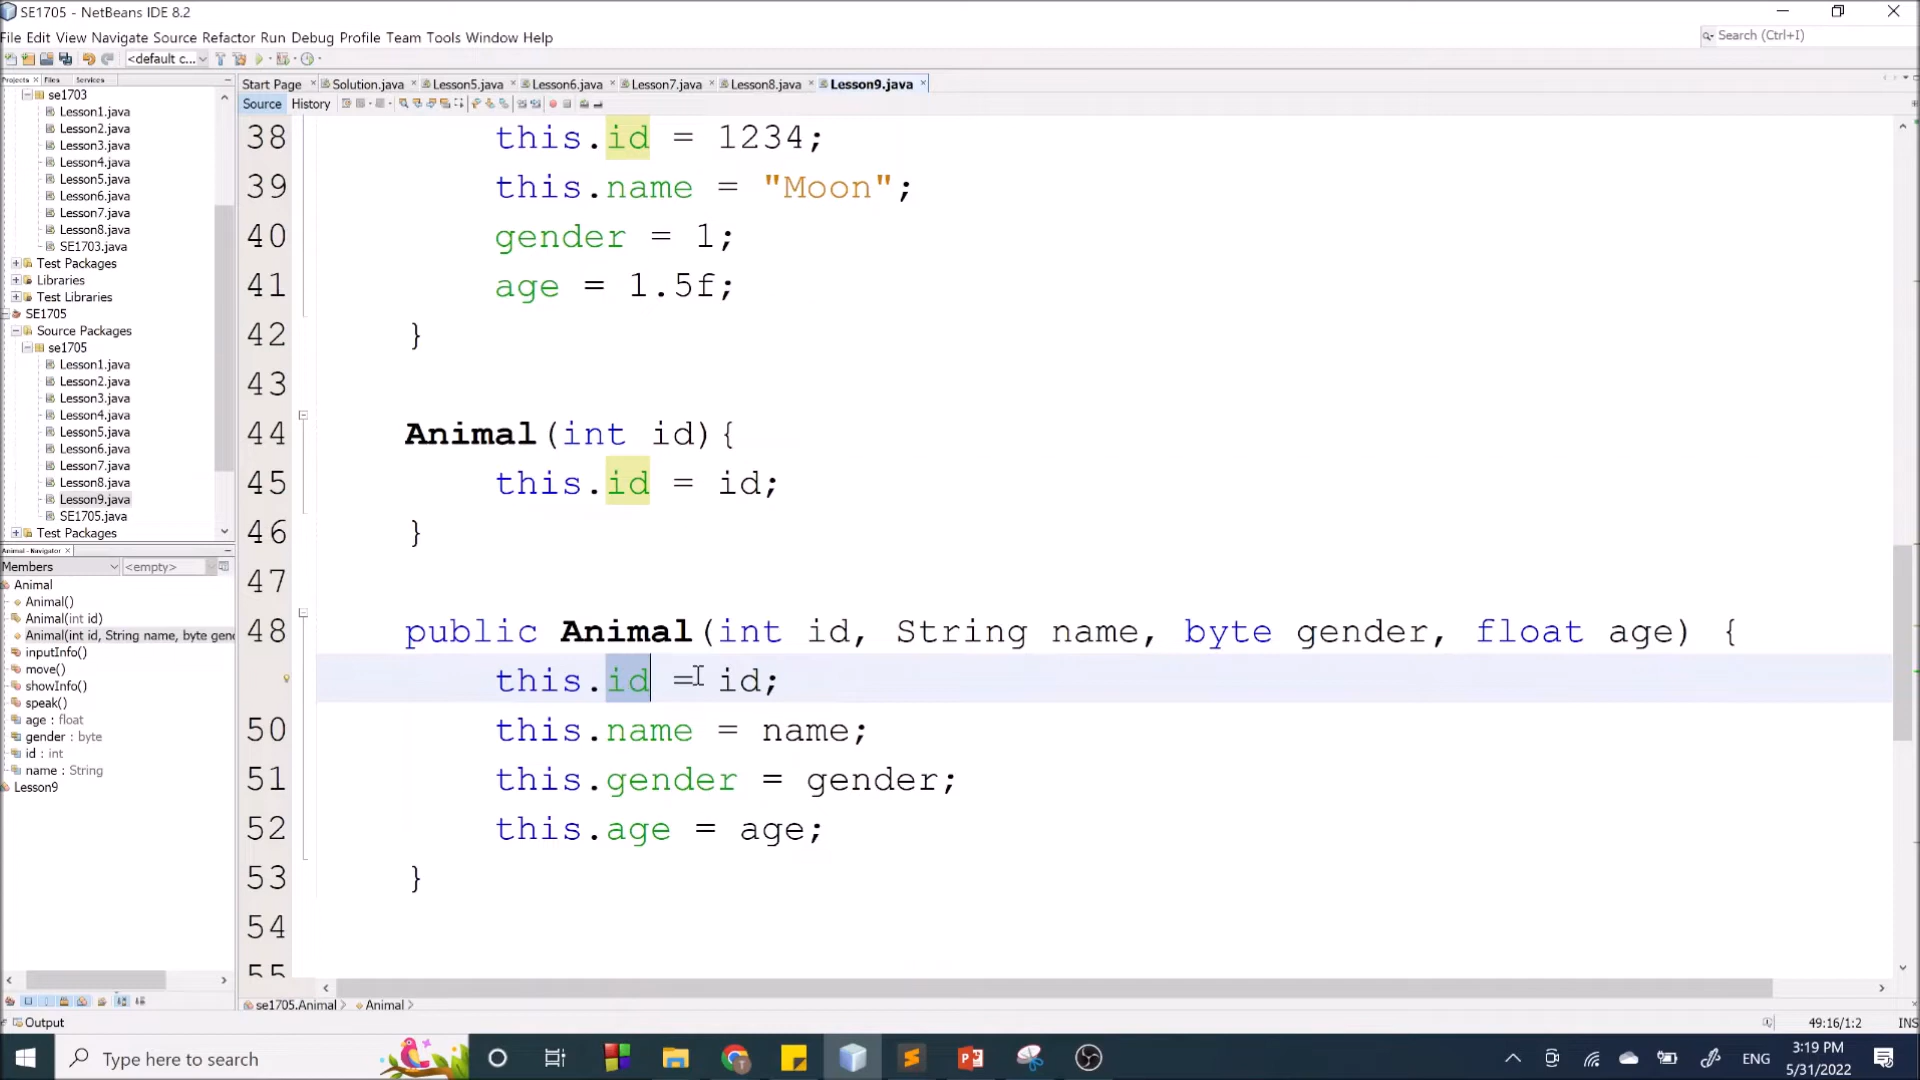 SE1705 - NetBeans IDE 8.2
File Edit View Navigate Source Refactor Run Debug Profile Team Tools Window Help
Search (Ctrl+I)
<default c...
Projects Files Services
Start Page Solution.java Lesson5.java Lesson6.java Lesson7.java Lesson8.java Lesson9.java
Source History
se1703
Lesson1.java
Lesson2.java
Lesson3.java
Lesson4.java
Lesson5.java
Lesson6.java
Lesson7.java
Lesson8.java
SE1703.java
Test Packages
Libraries
Test Libraries
SE1705
Source Packages
se1705
Lesson1.java
Lesson2.java
Lesson3.java
Lesson4.java
Lesson5.java
Lesson6.java
Lesson7.java
Lesson8.java
Lesson9.java
SE1705.java
Test Packages
Animal - Navigator
Members <empty>
Animal
Animal()
Animal(int id)
Animal(int id, String name, byte gend
inputInfo()
move()
showInfo()
speak()
age : float
gender : byte
id : int
name : String
Lesson9
38 this.id = 1234;
39 this.name = "Moon";
40 gender = 1;
41 age = 1.5f;
42 }
43
44 Animal(int id){
45 this.id = id;
46 }
47
48 public Animal(int id, String name, byte gender, float age) {
this.id = id;
50 this.name = name;
51 this.gender = gender;
52 this.age = age;
53 }
54
55
se1705.Animal Animal
Output
49:16/1:2 INS
Type here to search
ENG
3:19 PM
5/31/2022